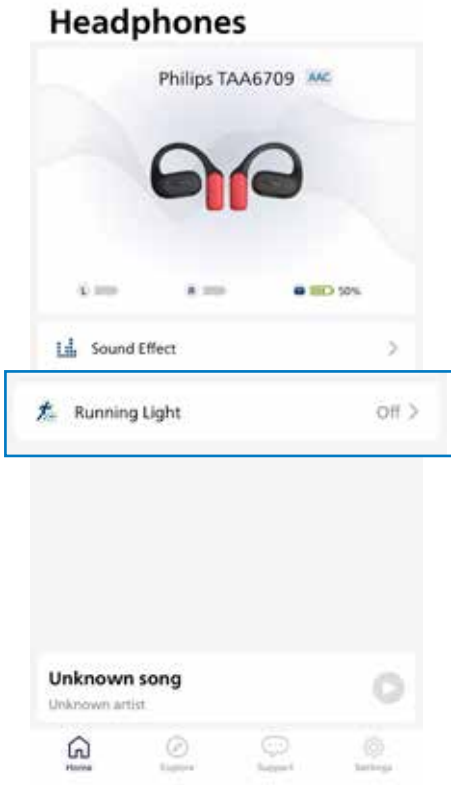 Headphones
Philips TAA6709 AAC
L R 50%
Sound Effect
Running Light Off
Unknown song
Unknown artist
Home Explore Support Settings